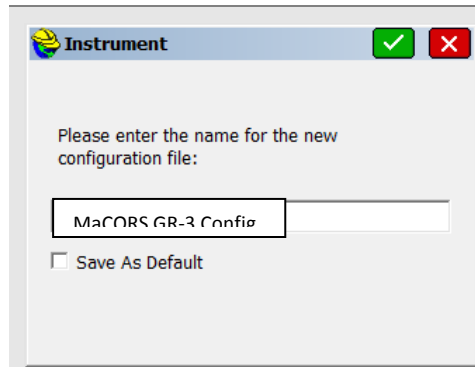 Instrument
Please enter the name for the new
configuration file:
MaCORS GR-3 Config
Save As Default